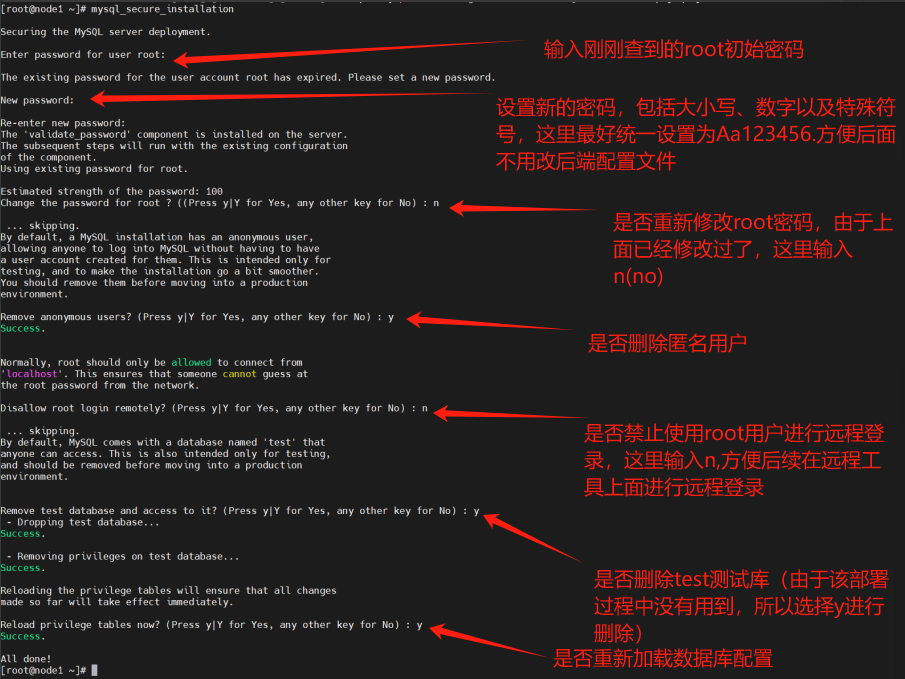 [root@node1 ~]# mysql_secure_installation
Securing the MySQL server deployment.
Enter password for user root:
输入刚刚查到的root初始密码
The existing password for the user account root has expired. Please set a new password.
New password:
设置新的密码，包括大小写、数字以及特殊符
号，这里最好统一设置为Aa123456.方便后面
不用改后端配置文件
Re-enter new password:
The 'validate_password' component is installed on the server.
The subsequent steps will run with the existing configuration
of the component.
Using existing password for root.
Estimated strength of the password: 100
Change the password for root ? ((Press y|Y for Yes, any other key for No) : n
是否重新修改root密码，由于上
面已经修改过了，这里输入
n(no)
... skipping.
By default, a MySQL installation has an anonymous user,
allowing anyone to log into MySQL without having to have
a user account created for them. This is intended only for
testing, and to make the installation go a bit smoother.
You should remove them before moving into a production
environment.
Remove anonymous users? (Press y|Y for Yes, any other key for No) : y
是否删除匿名用户
Success.
Normally, root should only be allowed to connect from
'localhost'. This ensures that someone cannot guess at
the root password from the network.
Disallow root login remotely? (Press y|Y for Yes, any other key for No) : n
是否禁止使用root用户进行远程登
录，这里输入n,方便后续在远程工
具上面进行远程登录
... skipping.
By default, MySQL comes with a database named 'test' that
anyone can access. This is also intended only for testing,
and should be removed before moving into a production
environment.
Remove test database and access to it? (Press y|Y for Yes, any other key for No) : y
是否删除test测试库（由于该部署
过程中没有用到，所以选择y进行
删除）
- Dropping test database...
Success.
- Removing privileges on test database...
Success.
Reloading the privilege tables will ensure that all changes
made so far will take effect immediately.
Reload privilege tables now? (Press y|Y for Yes, any other key for No) : y
是否重新加载数据库配置
Success.
All done!
[root@node1 ~]#